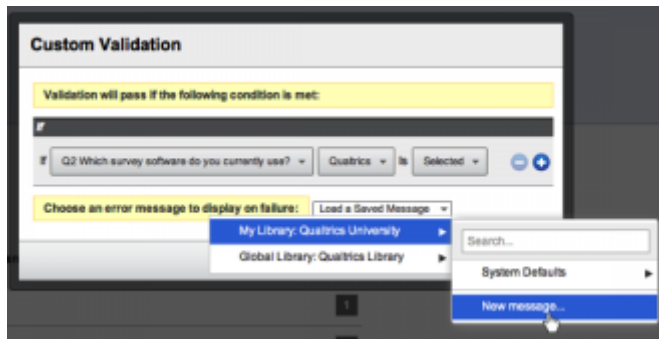 Custom Validation
Validation will pass if the following condition is met:
If
If Q2 Which survey software do you currently use? Qualtrics Is Selected
Choose an error message to display on failure: Load a Saved Message
My Library: Qualtrics University
Search...
Global Library: Qualtrics Library
System Defaults
New message...
1